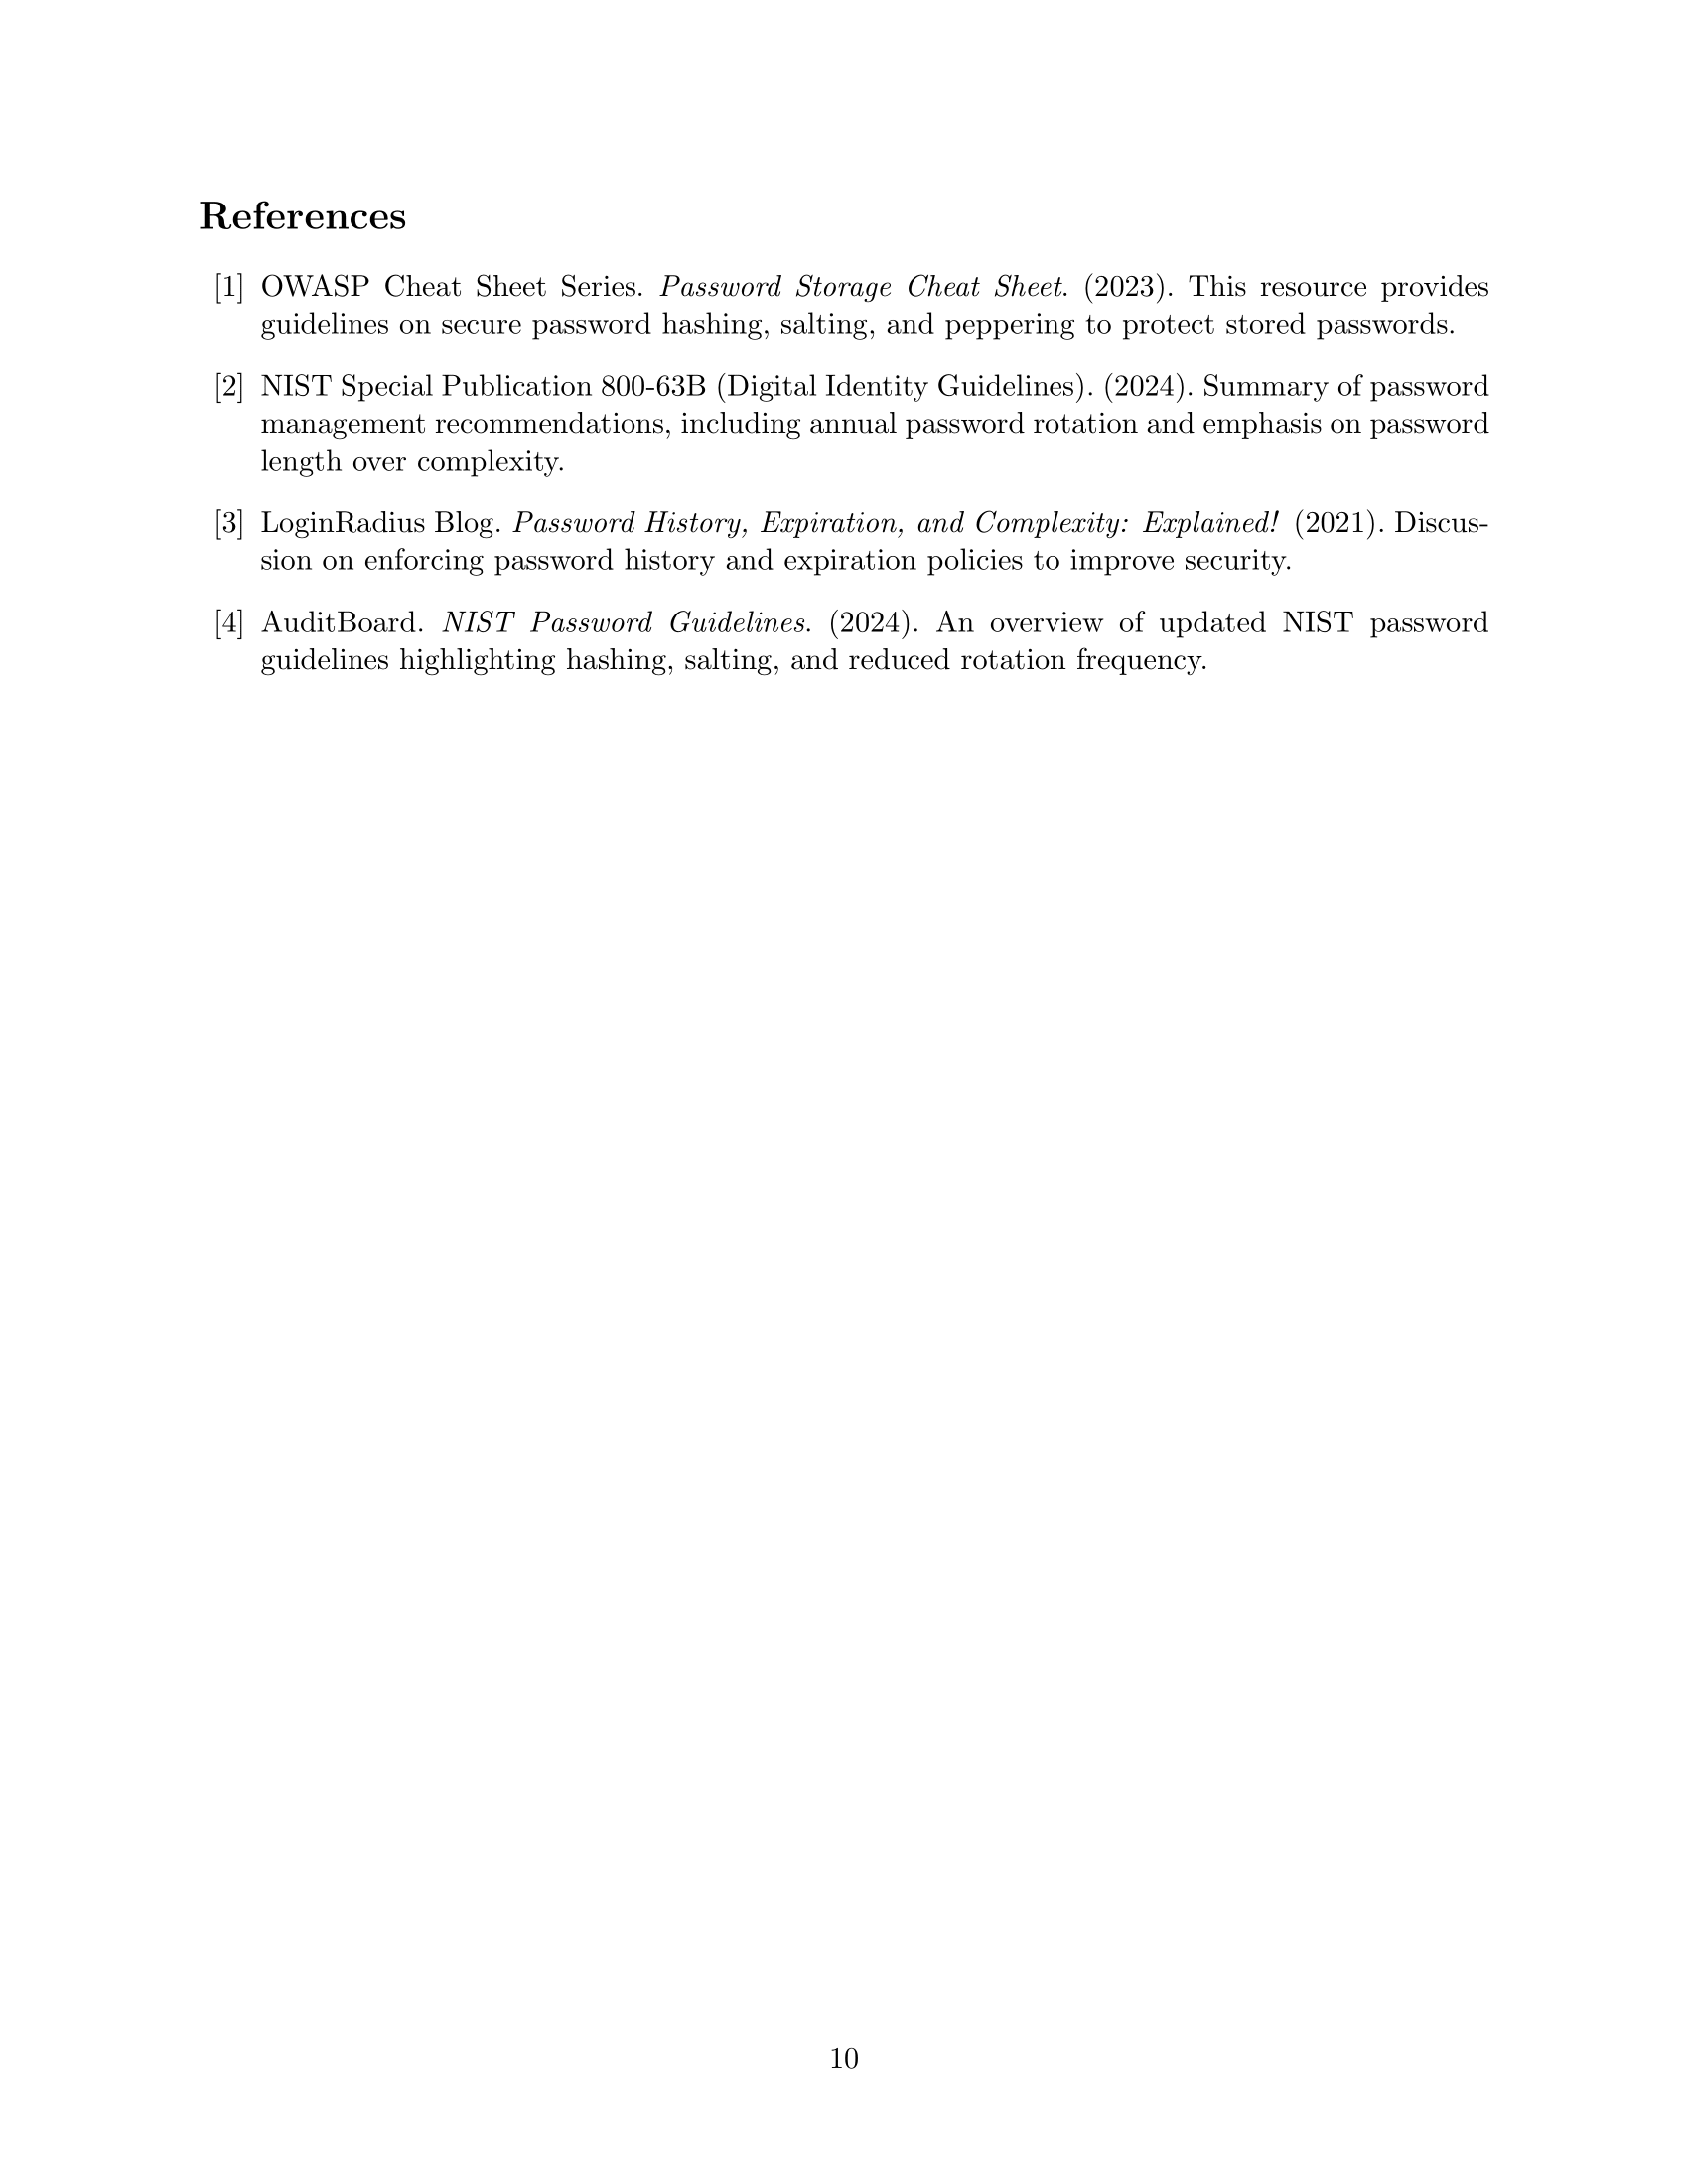 References
[1] OWASP Cheat Sheet Series. Password Storage Cheat Sheet. (2023). This resource provides
guidelines on secure password hashing, salting, and peppering to protect stored passwords.
[2] NIST Special Publication 800-63B (Digital Identity Guidelines). (2024). Summary of password
management recommendations, including annual password rotation and emphasis on password
length over complexity.
[3] LoginRadius Blog. Password History, Expiration, and Complexity: Explained! (2021). Discus-
sion on enforcing password history and expiration policies to improve security.
[4] AuditBoard. NIST Password Guidelines. (2024). An overview of updated NIST password
guidelines highlighting hashing, salting, and reduced rotation frequency.
10